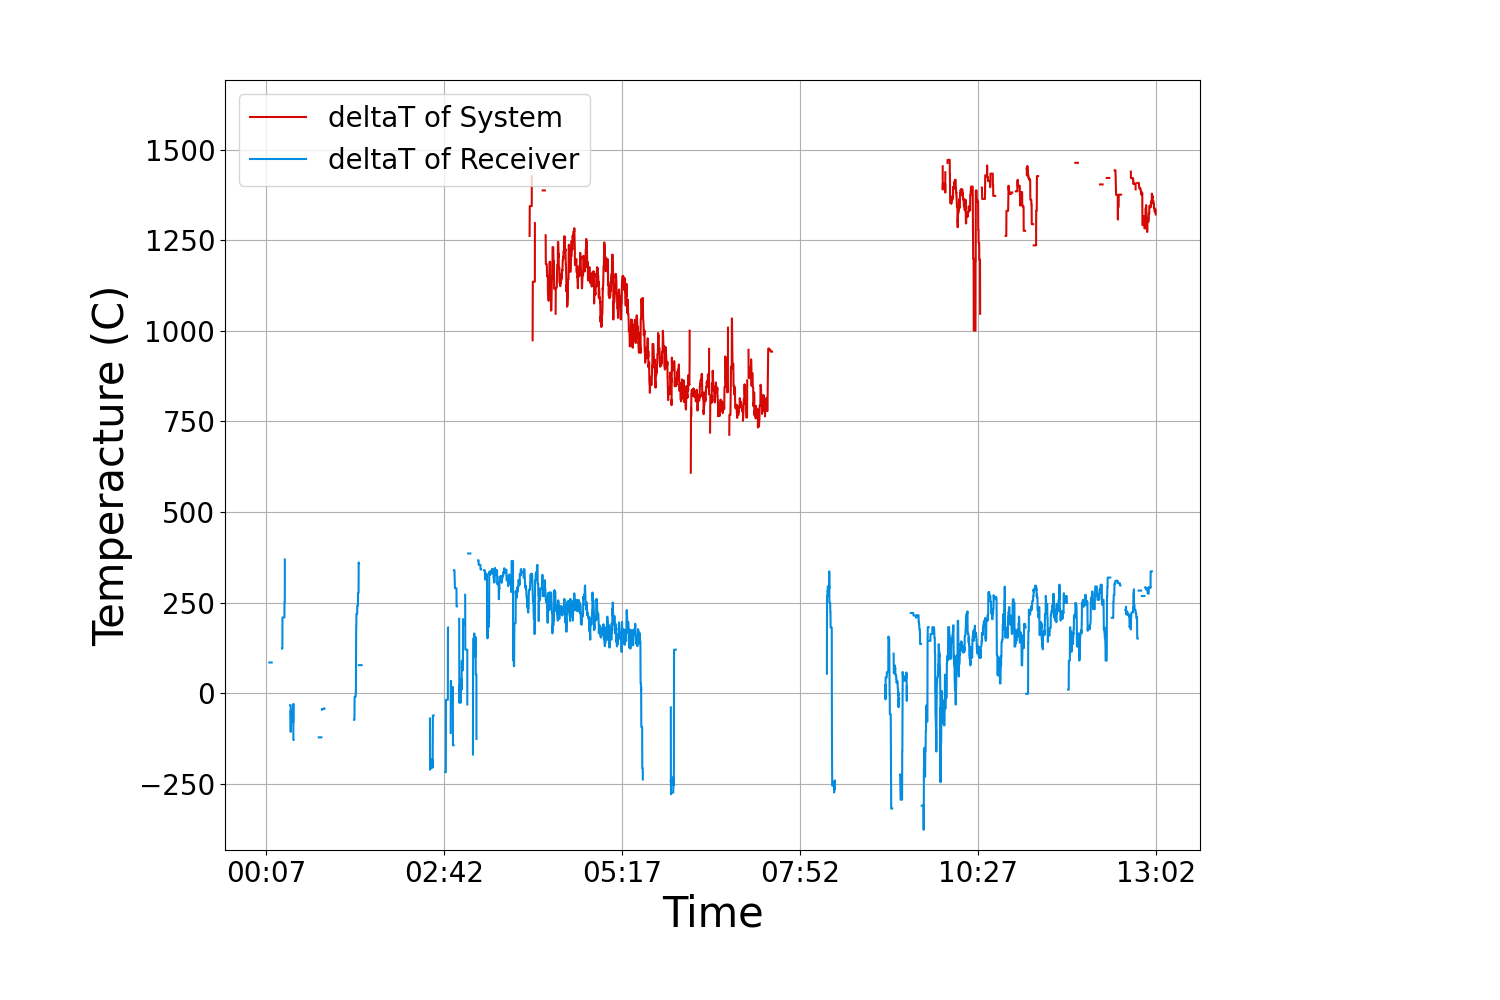 deltaT of System
deltaT of Receiver
1500
1250
1000
750
500
250
0
−250
Temperacture (C)
00:07 02:42 05:17 07:52 10:27 13:02
Time